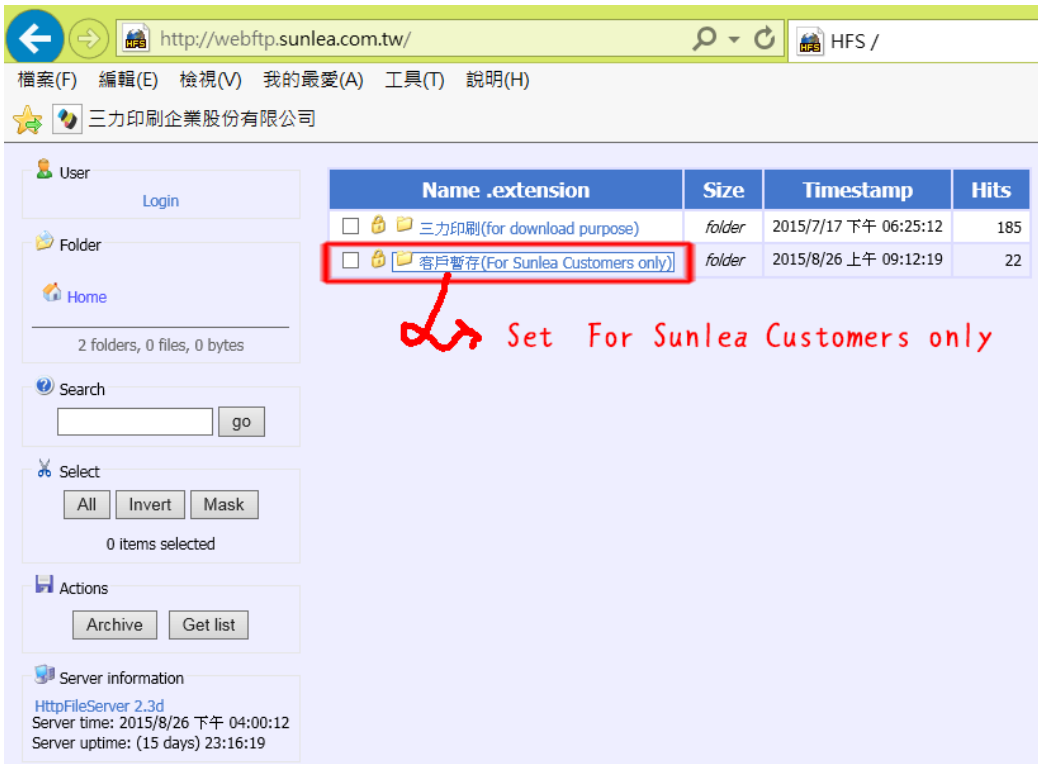 http://webftp.sunlea.com.tw/
HFS /
檔案(F) 編輯(E) 檢視(V) 我的最愛(A) 工具(T) 說明(H)
三力印刷企業股份有限公司
User
Login
Folder
Home
2 folders, 0 files, 0 bytes
Search
go
Select
All Invert Mask
0 items selected
Actions
Archive Get list
Server information
HttpFileServer 2.3d
Server time: 2015/8/26 下午 04:00:12
Server uptime: (15 days) 23:16:19
Name .extension Size Timestamp Hits
三力印刷(for download purpose) folder 2015/7/17 下午 06:25:12 185
客戶暫存(For Sunlea Customers only) folder 2015/8/26 上午 09:12:19 22
Set For Sunlea Customers only